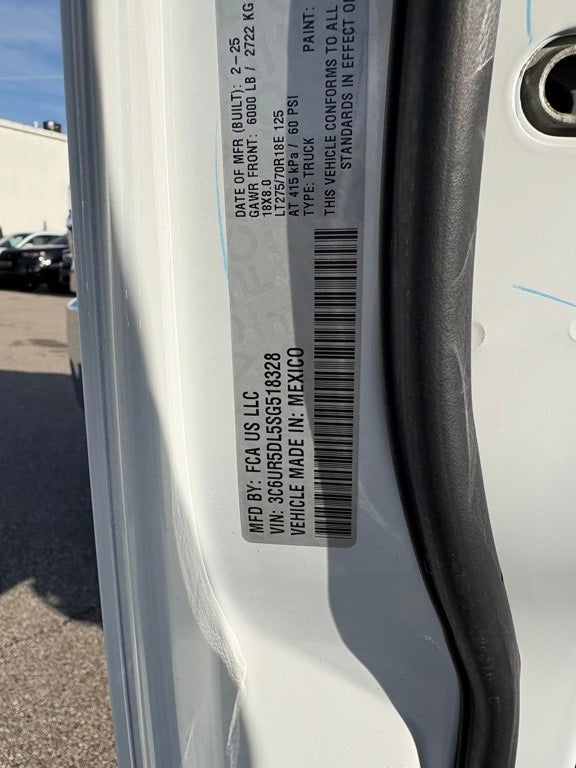 MFD BY: FCA US LLC
VIN: 3C6UR5DL5SG518328
VEHICLE MADE IN: MEXICO
DATE OF MFR (BUILT): 2-25
GAWR FRONT: 6000 LB / 2722 KG
18X8.0
LT275/70R18E 125
AT 415 kPa / 60 PSI
TYPE: TRUCK PAINT:
THIS VEHICLE CONFORMS TO ALL
STANDARDS IN EFFECT